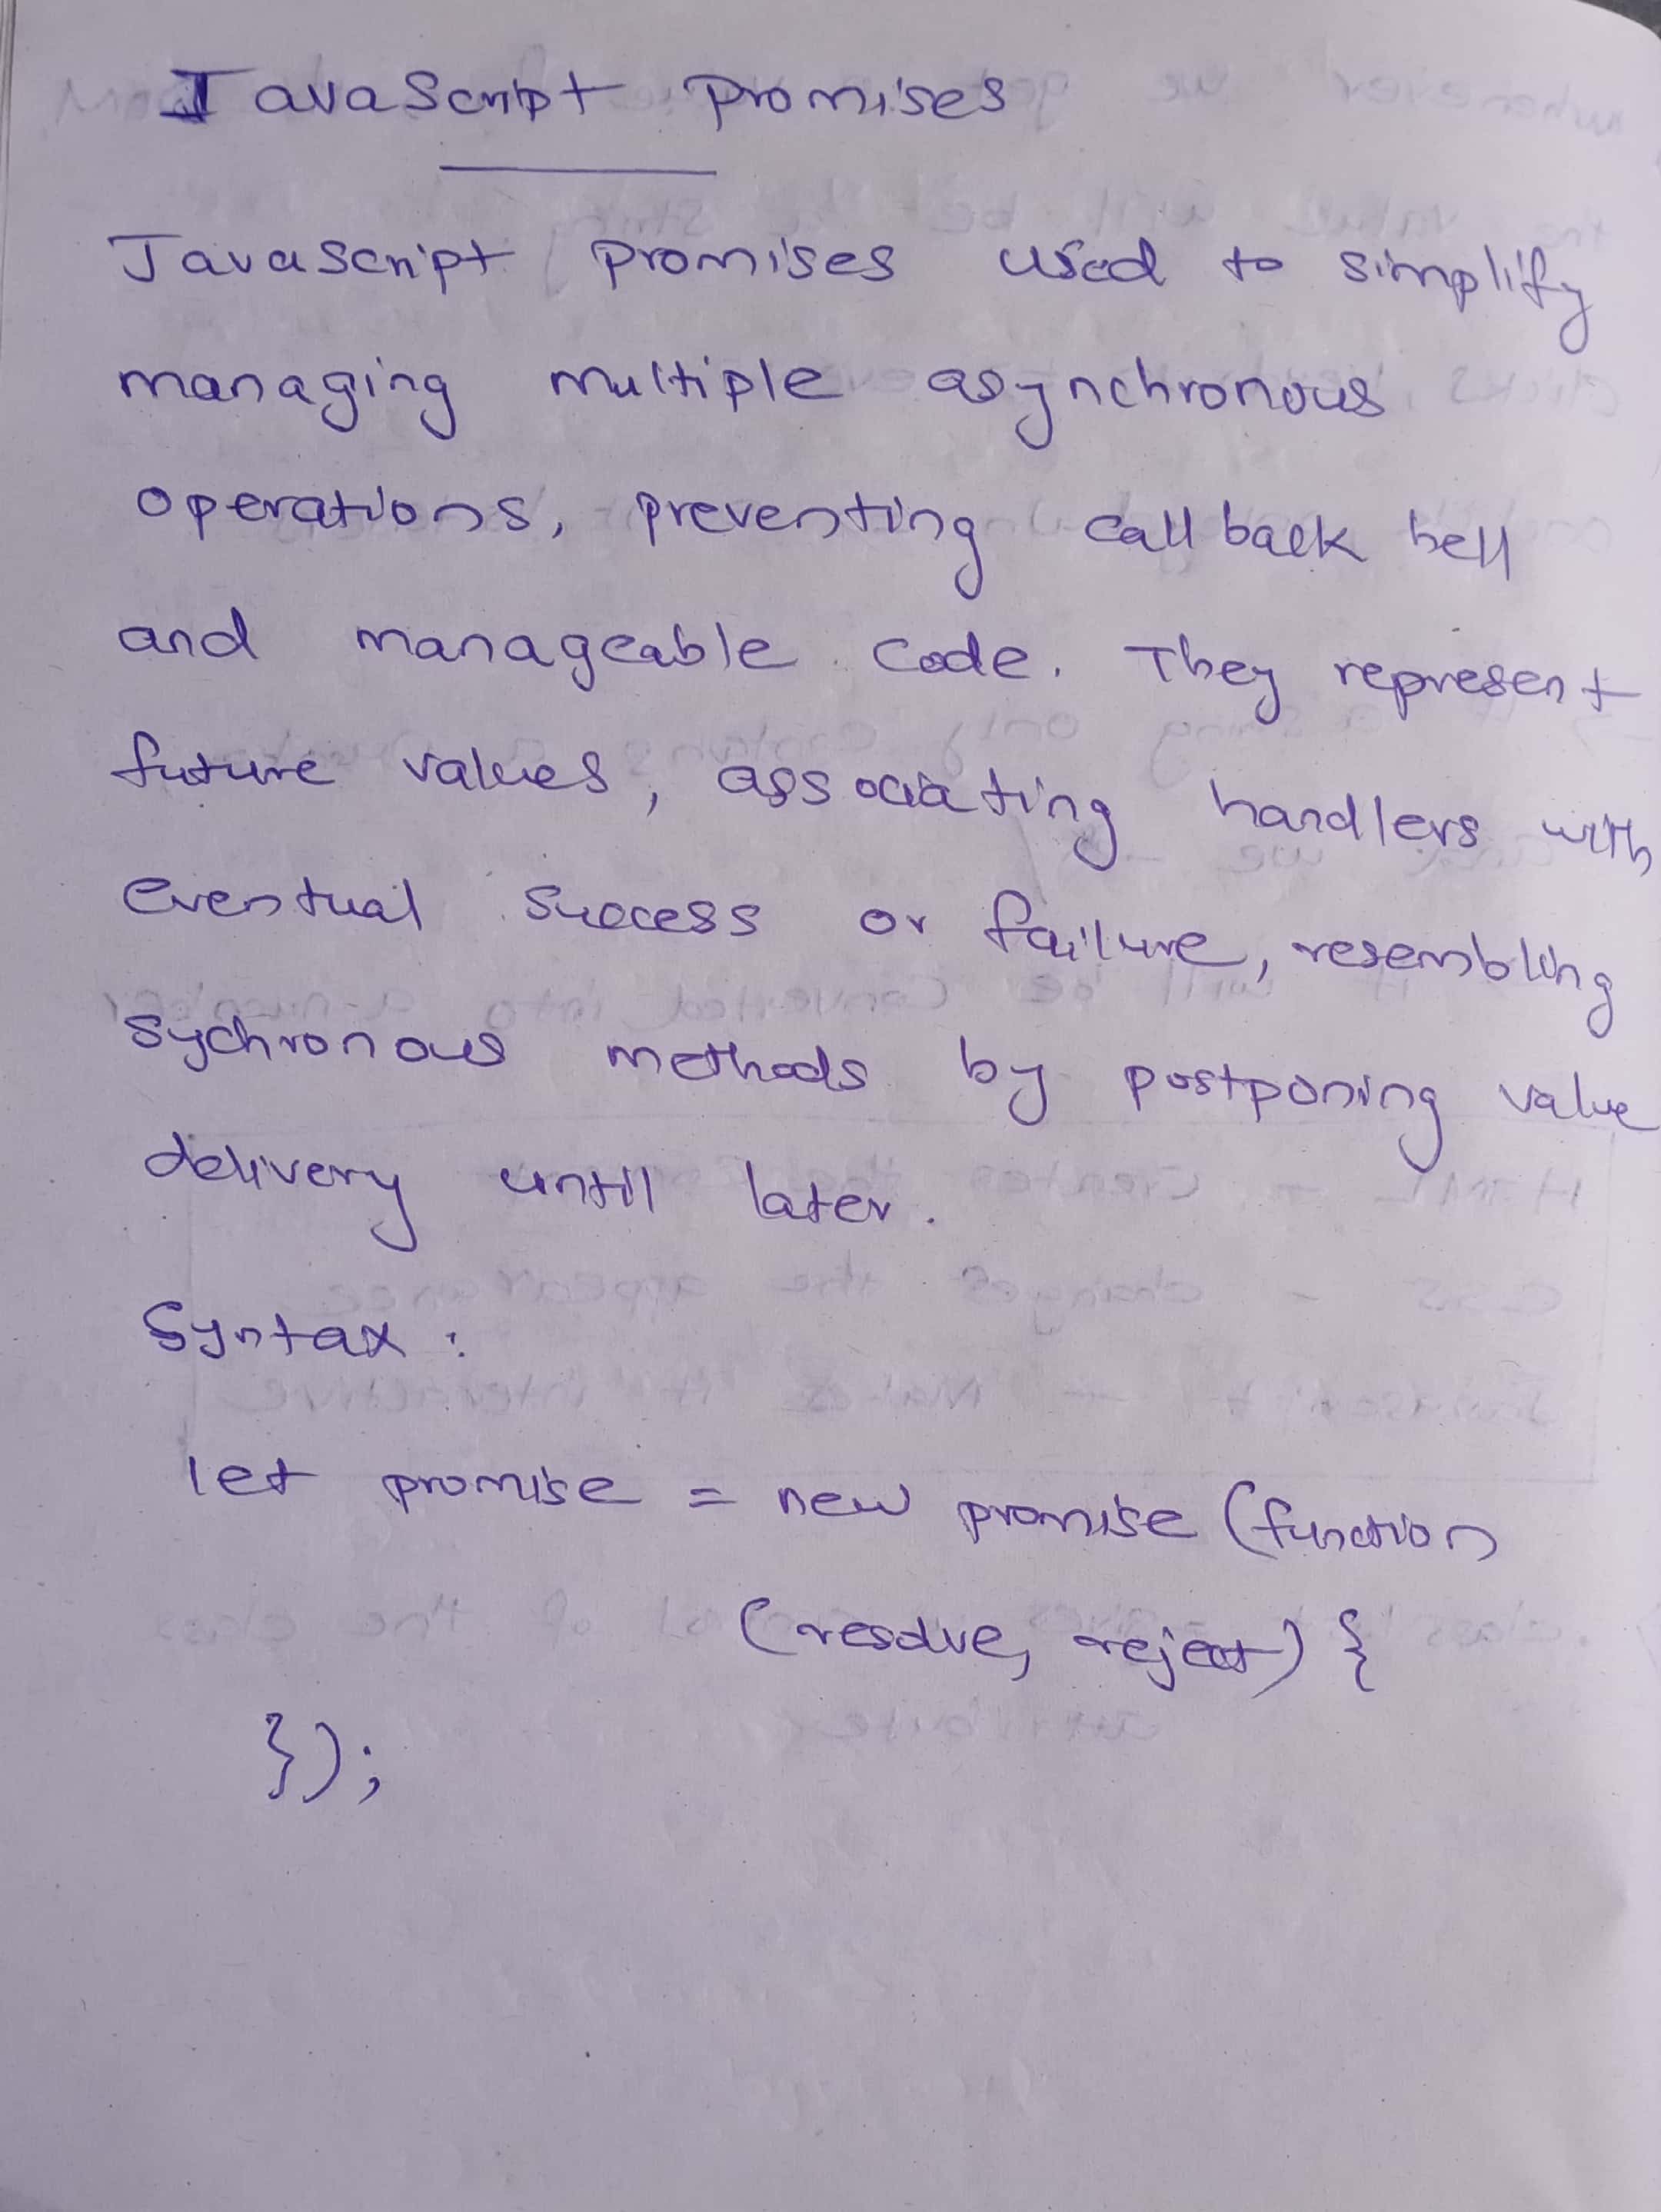 JavaScript promises
Javascript promises used to simplify
managing multiple asynchronous
operations, preventing call back hell
and manageable code. They represent
future values, associating handlers with
eventual success or failure, resembling
sychronous methods by postponing value
delivery until later.
Syntax :
let promise = new promise (function
(resolve, reject) {
});